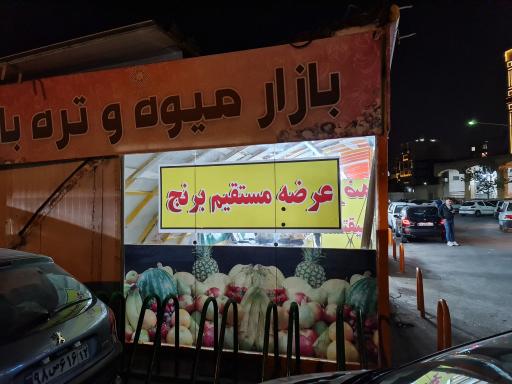 بازار میوه و تره با
عرضه مستقیم برنج